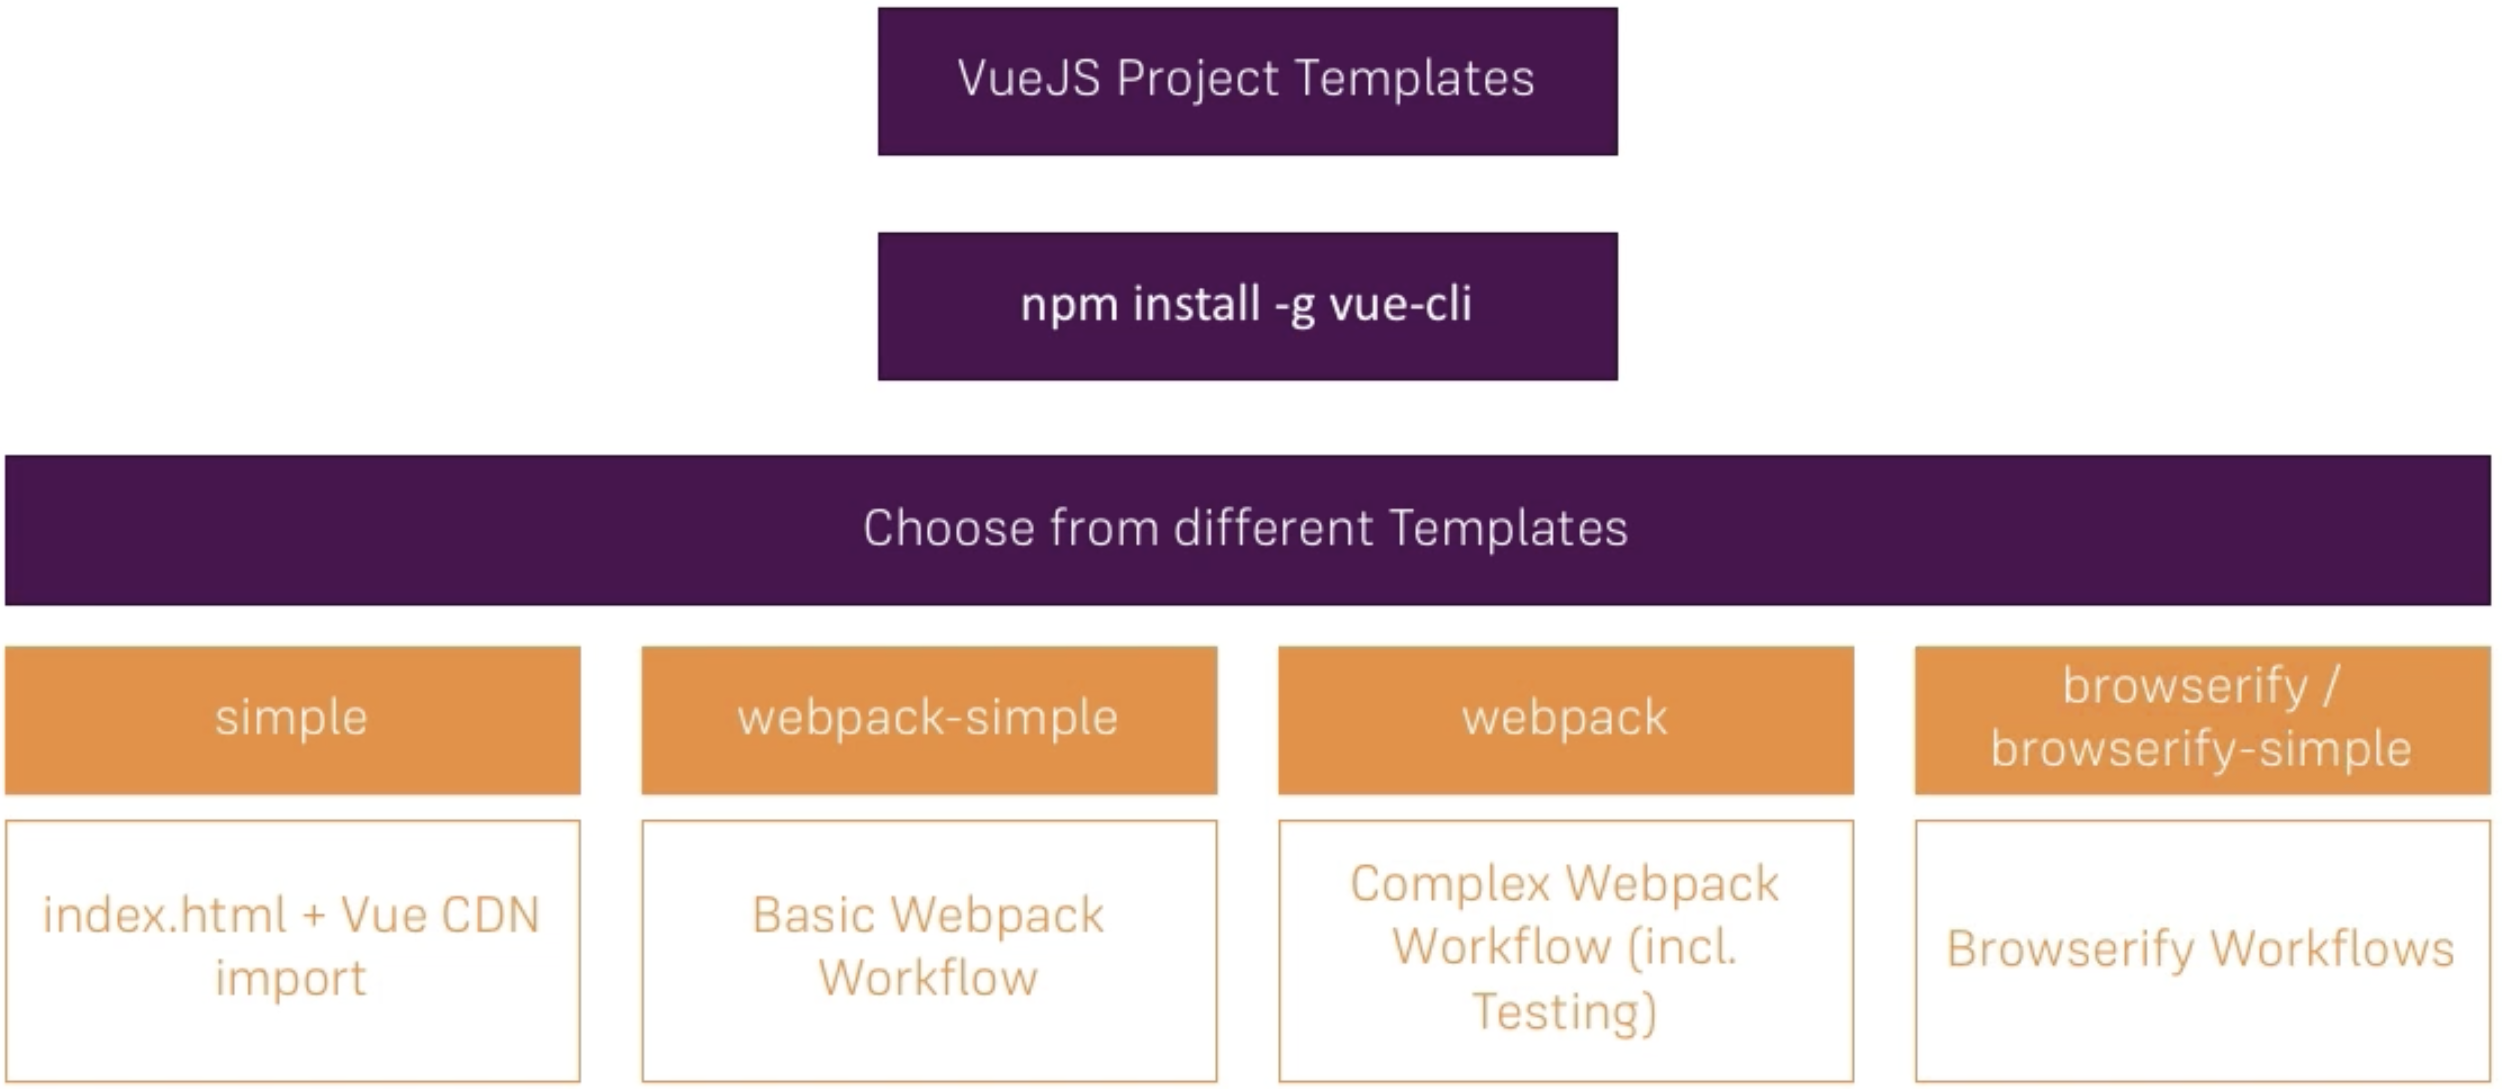 VueJS Project Templates
npm install -g vue-cli
Choose from different Templates
simple
webpack-simple
webpack
browserify /
browserify-simple
index.html + Vue CDN
import
Basic Webpack
Workflow
Complex Webpack
Workflow (incl.
Testing)
Browserify Workflows